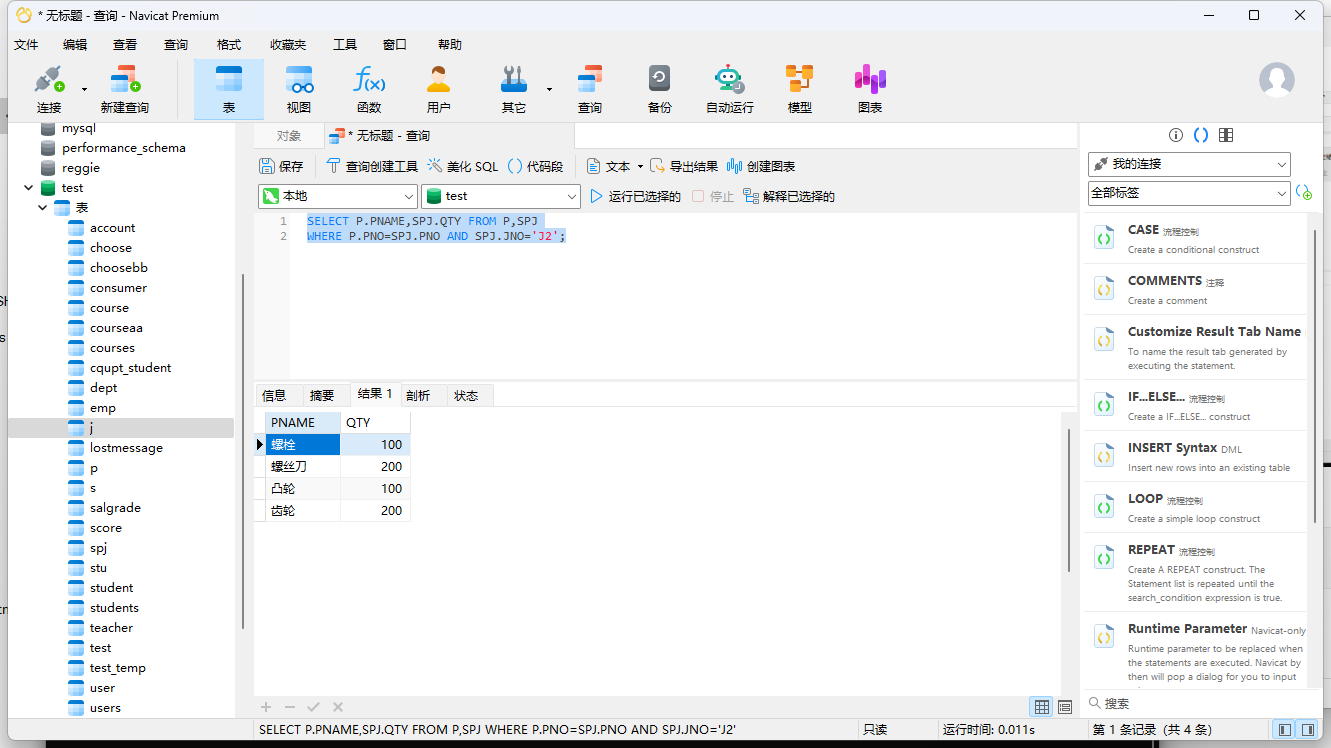 * 无标题 - 查询 - Navicat Premium
文件 编辑 查看 查询 格式 收藏夹 工具 窗口 帮助
连接 新建查询 表 视图 函数 用户 其它 查询 备份 自动运行 模型 图表
mysql
performance_schema
reggie
test
表
account
choose
choosebb
consumer
course
courseaa
courses
cqupt_student
dept
emp
j
lostmessage
p
s
salgrade
score
spj
stu
student
students
teacher
test
test_temp
user
users
对象 * 无标题 - 查询
保存 查询创建工具 美化 SQL 代码段 文本 导出结果 创建图表
本地 test 运行已选择的 停止 解释已选择的
1 SELECT P.PNAME,SPJ.QTY FROM P,SPJ
2 WHERE P.PNO=SPJ.PNO AND SPJ.JNO='J2';
信息 摘要 结果 1 剖析 状态
PNAME QTY
螺栓 100
螺丝刀 200
凸轮 100
齿轮 200
我的连接
全部标签
CASE 流程控制
Create a conditional construct
COMMENTS 注释
Create a comment
Customize Result Tab Name
To name the result tab generated by
executing the statement.
IF...ELSE... 流程控制
Create a IF...ELSE... construct
INSERT Syntax DML
Insert new rows into an existing table
LOOP 流程控制
Create a simple loop construct
REPEAT 流程控制
Create A REPEAT construct. The
Statement list is repeated until the
search_condition expression is true.
Runtime Parameter Navicat-only
Runtime parameter to be replaced when
the statements are executed. Navicat by
then will pop a dialog for you to input
搜索
SELECT P.PNAME,SPJ.QTY FROM P,SPJ WHERE P.PNO=SPJ.PNO AND SPJ.JNO='J2' 只读 运行时间: 0.011s 第 1 条记录 (共 4 条)